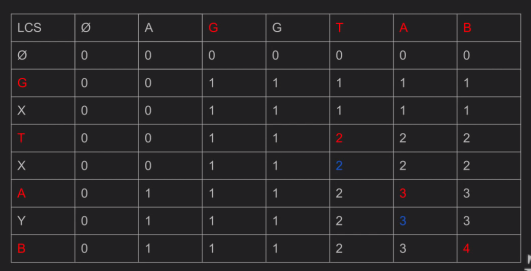 LCS Ø A G G T A B
Ø 0 0 0 0 0 0 0
G 0 0 1 1 1 1 1
X 0 0 1 1 1 1 1
T 0 0 1 1 2 2 2
X 0 0 1 1 2 2 2
A 0 1 1 1 2 3 3
Y 0 1 1 1 2 3 3
B 0 1 1 1 2 3 4